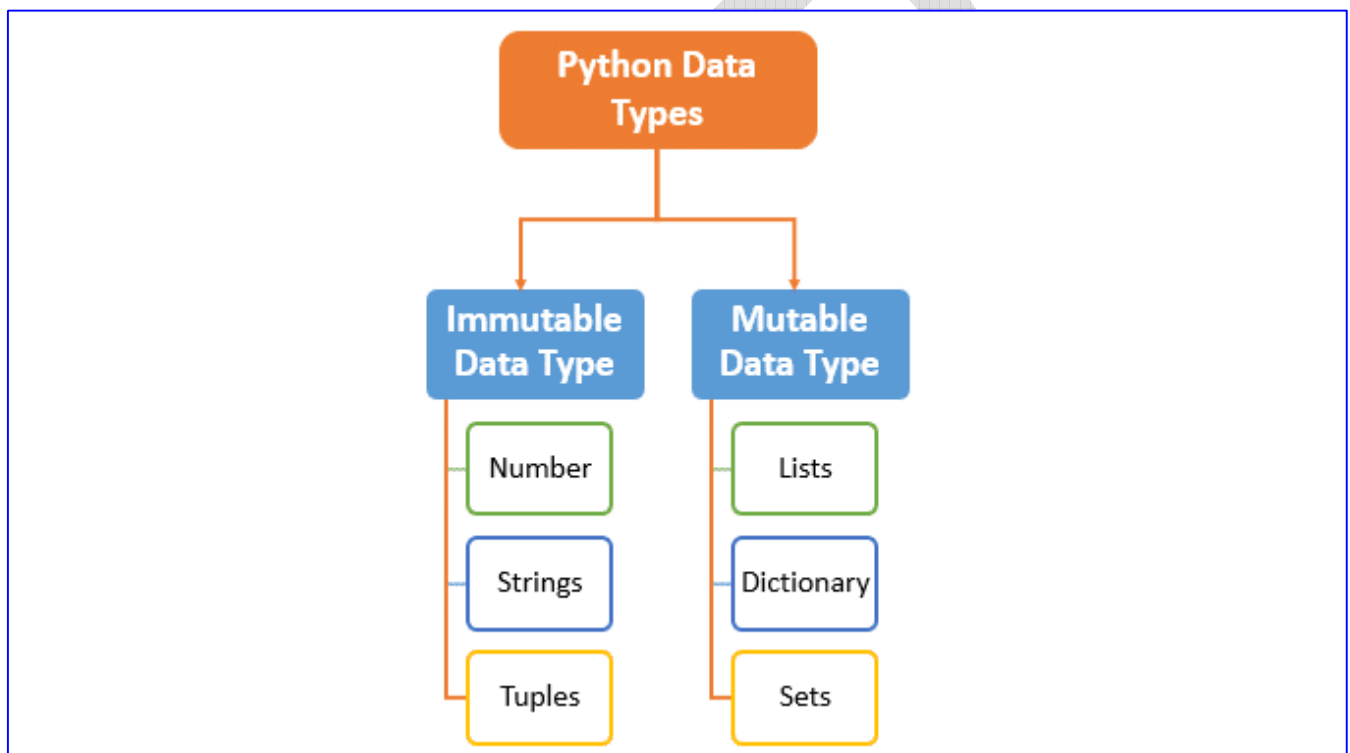 Python Data
Types
Immutable
Data Type
Mutable
Data Type
Number
Lists
Strings
Dictionary
Tuples
Sets